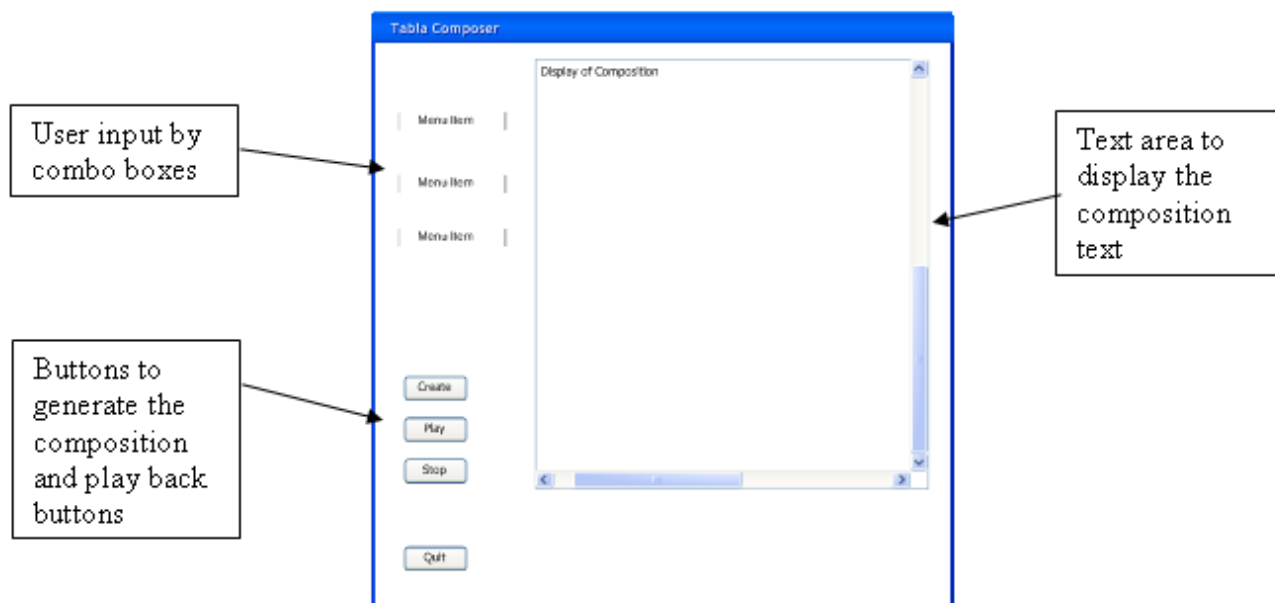 Tabla Composer
Display of Composition
User input by
combo boxes
Menu Item
Menu Item
Menu Item
Text area to
display the
composition
text
Buttons to
generate the
composition
and play back
buttons
Create
Play
Stop
Quit